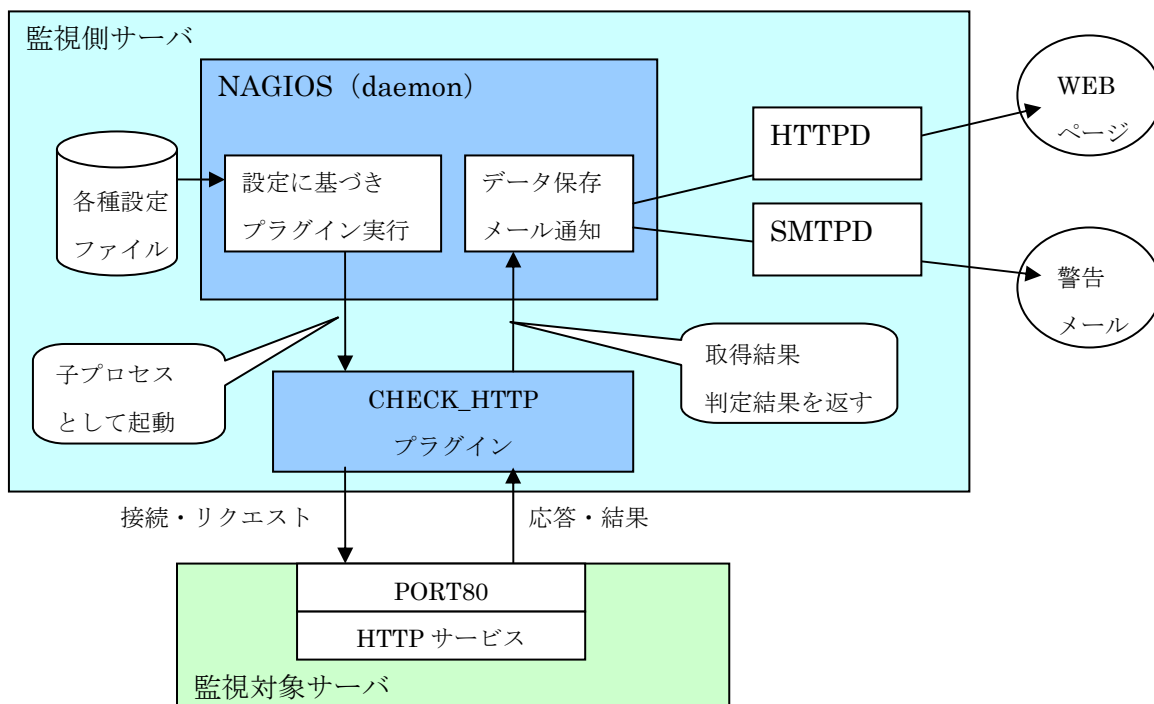 監視側サーバ
NAGIOS（daemon）
各種設定
ファイル
設定に基づき
プラグイン実行
データ保存
メール通知
HTTPD
SMTPD
WEB
ページ
警告
メール
子プロセス
として起動
取得結果
判定結果を返す
CHECK_HTTP
プラグイン
接続・リクエスト
応答・結果
PORT80
HTTP サービス
監視対象サーバ